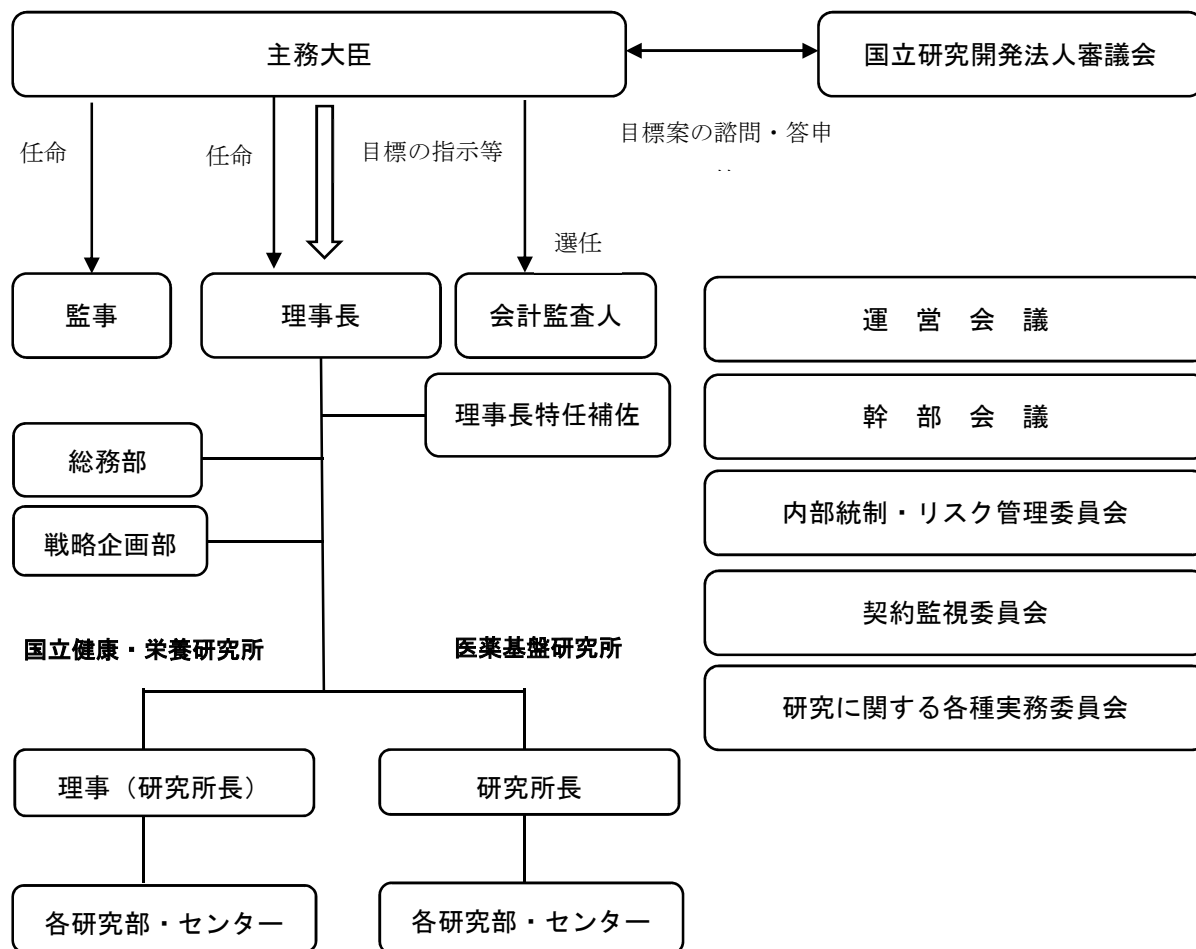 主務大臣
国立研究開発法人審議会
任命
任命
目標の指示等
目標案の諮問・答申
選任
監事
理事長
会計監査人
運　営　会　議
理事長特任補佐
幹　部　会　議
総務部
内部統制・リスク管理委員会
戦略企画部
契約監視委員会
国立健康・栄養研究所
医薬基盤研究所
研究に関する各種実務委員会
理事（研究所長）
研究所長
各研究部・センター
各研究部・センター